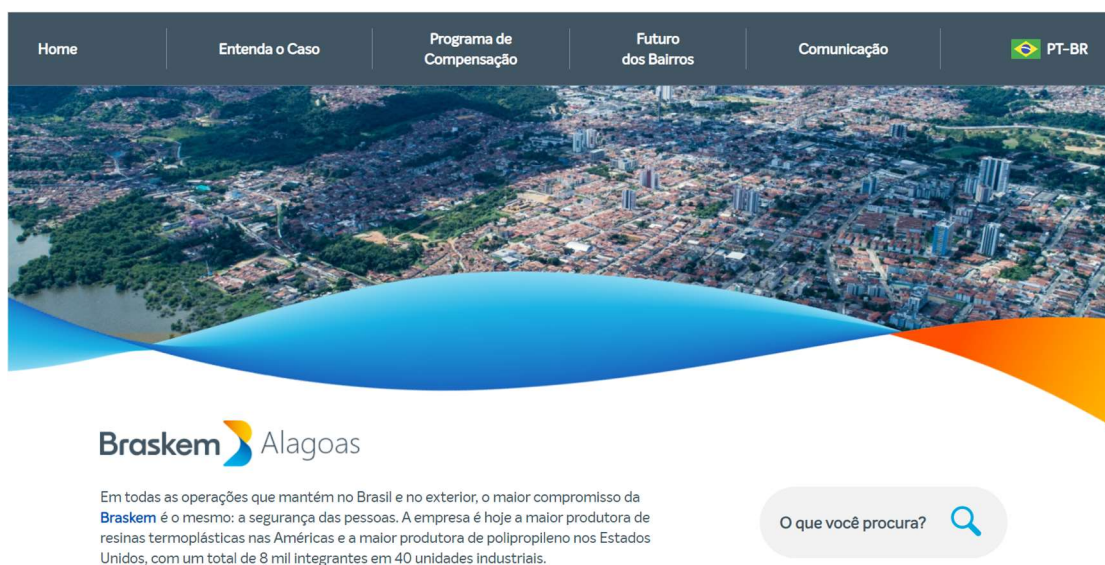 Home
Entenda o Caso
Programa de
Compensação
Futuro
dos Bairros
Comunicação
PT-BR
Braskem Alagoas
Em todas as operações que mantém no Brasil e no exterior, o maior compromisso da
Braskem é o mesmo: a segurança das pessoas. A empresa é hoje a maior produtora de
resinas termoplásticas nas Américas e a maior produtora de polipropileno nos Estados
Unidos, com um total de 8 mil integrantes em 40 unidades industriais.
O que você procura?